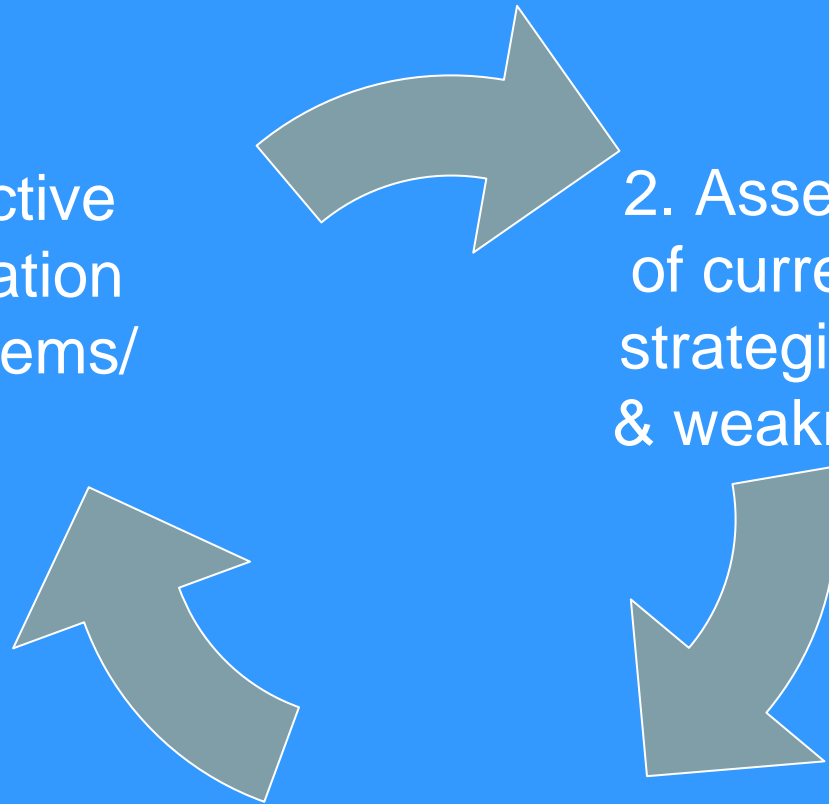 ctive
ation
ems/
2. Asse
of curre
strategi
& weakn